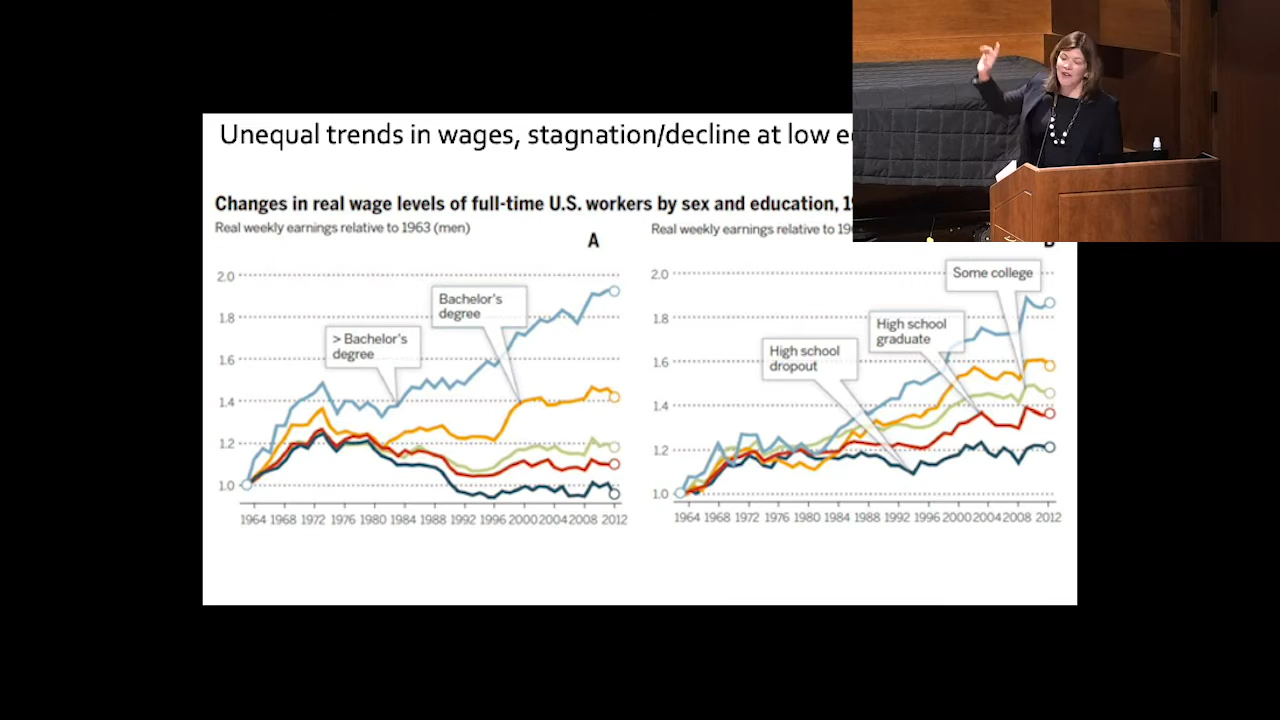 Unequal trends in wages, stagnation/decline at low
Changes in real wage levels of full-time U.S. workers by sex and education,
Real weekly earnings relative to 1963 (men)
A
Real weekly earnings relative to
2.0
1.8
1.6
1.4
1.2
1.0
> Bachelor's
degree
Bachelor's
degree
1964 1968 1972 1976 1980 1984 1988 1992 1996 2000 2004 2008 2012
2.0
1.8
1.6
1.4
1.2
1.0
High school
dropout
High school
graduate
Some college
1964 1968 1972 1976 1980 1984 1988 1992 1996 2000 2004 2008 2012